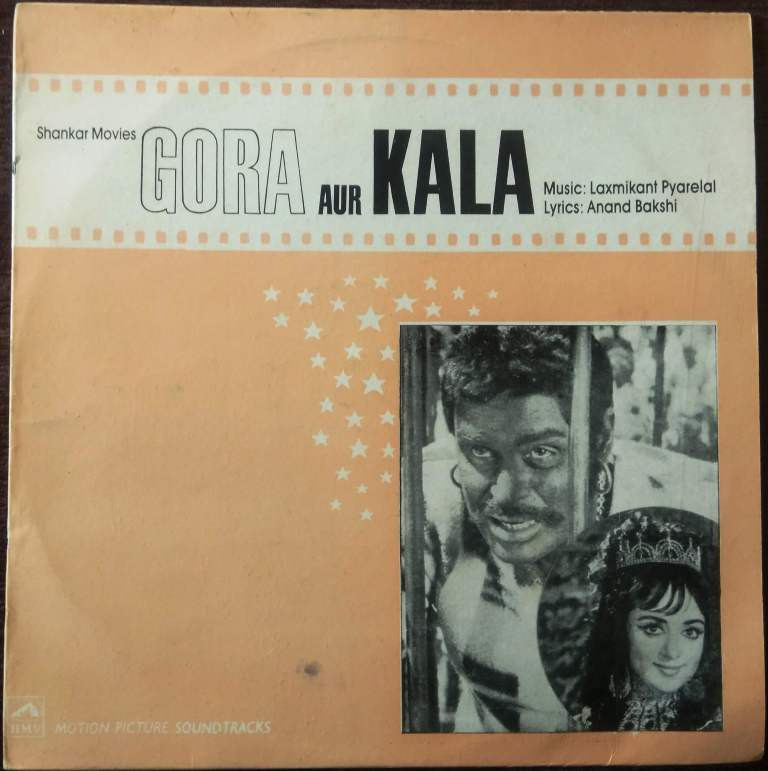 Shankar Movies
GORA AUR KALA
Music: Laxmikant Pyarelal
Lyrics: Anand Bakshi
HMV
MOTION PICTURE SOUNDTRACKS